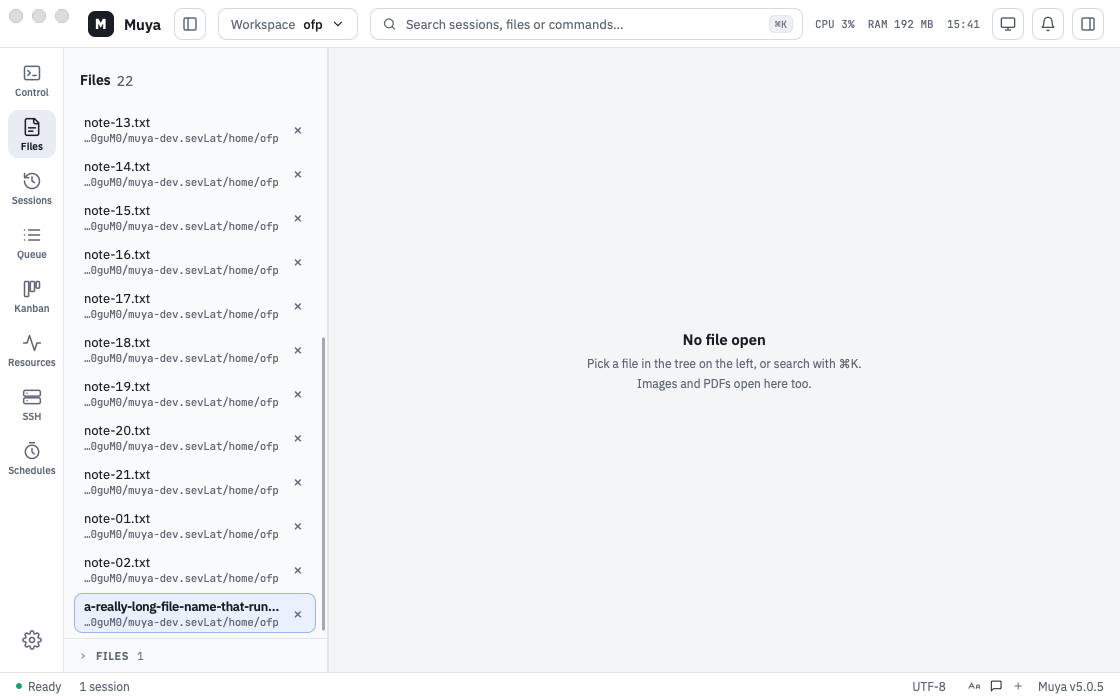 M Muya
Workspace ofp
Search sessions, files or commands...
⌘K
CPU 3% RAM 192 MB 15:41
Control
Files
Sessions
Queue
Kanban
Resources
SSH
Schedules
Files 22
note-13.txt
…0guM0/muya-dev.sevLat/home/ofp
note-14.txt
…0guM0/muya-dev.sevLat/home/ofp
note-15.txt
…0guM0/muya-dev.sevLat/home/ofp
note-16.txt
…0guM0/muya-dev.sevLat/home/ofp
note-17.txt
…0guM0/muya-dev.sevLat/home/ofp
note-18.txt
…0guM0/muya-dev.sevLat/home/ofp
note-19.txt
…0guM0/muya-dev.sevLat/home/ofp
note-20.txt
…0guM0/muya-dev.sevLat/home/ofp
note-21.txt
…0guM0/muya-dev.sevLat/home/ofp
note-01.txt
…0guM0/muya-dev.sevLat/home/ofp
note-02.txt
…0guM0/muya-dev.sevLat/home/ofp
a-really-long-file-name-that-run...
…0guM0/muya-dev.sevLat/home/ofp
FILES 1
No file open
Pick a file in the tree on the left, or search with ⌘K.
Images and PDFs open here too.
Ready
1 session
UTF-8
Aa
Muya v5.0.5